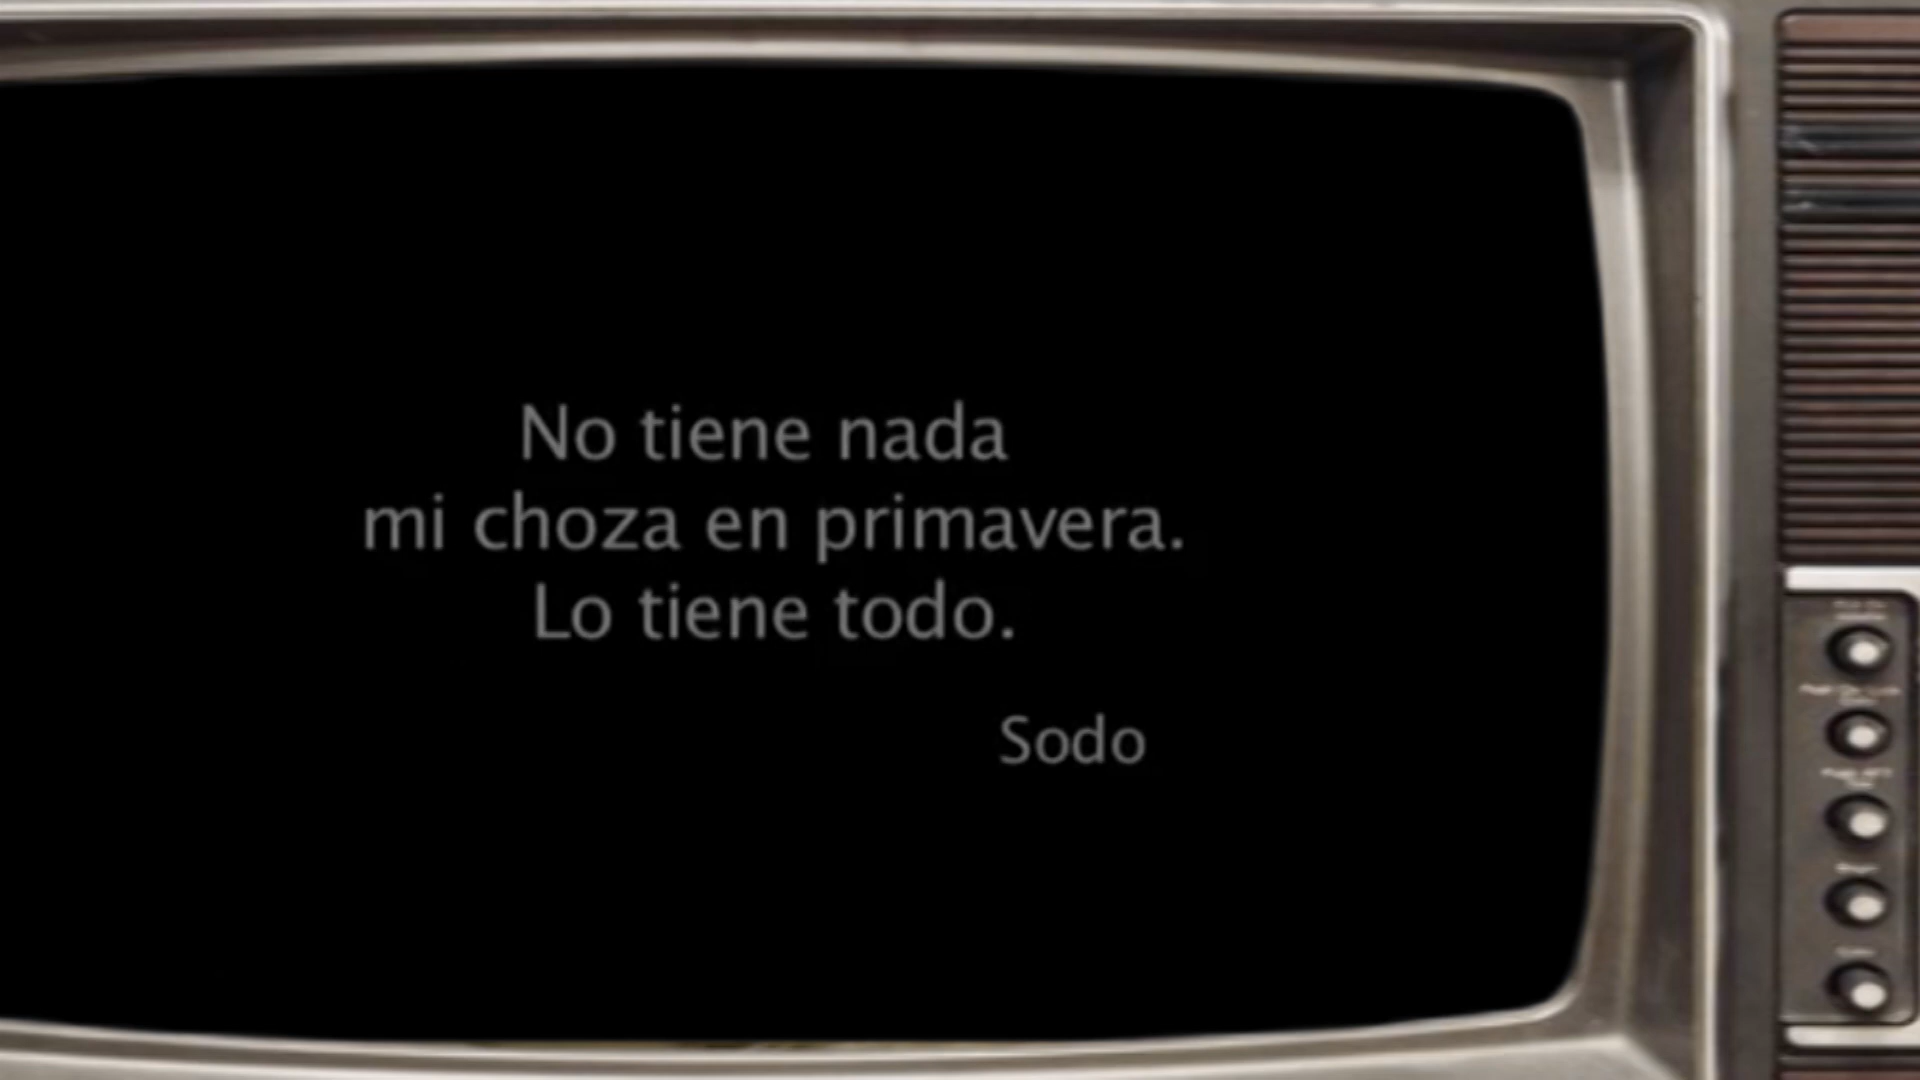 No tiene nada
mi choza en primavera.
Lo tiene todo.
Sodo